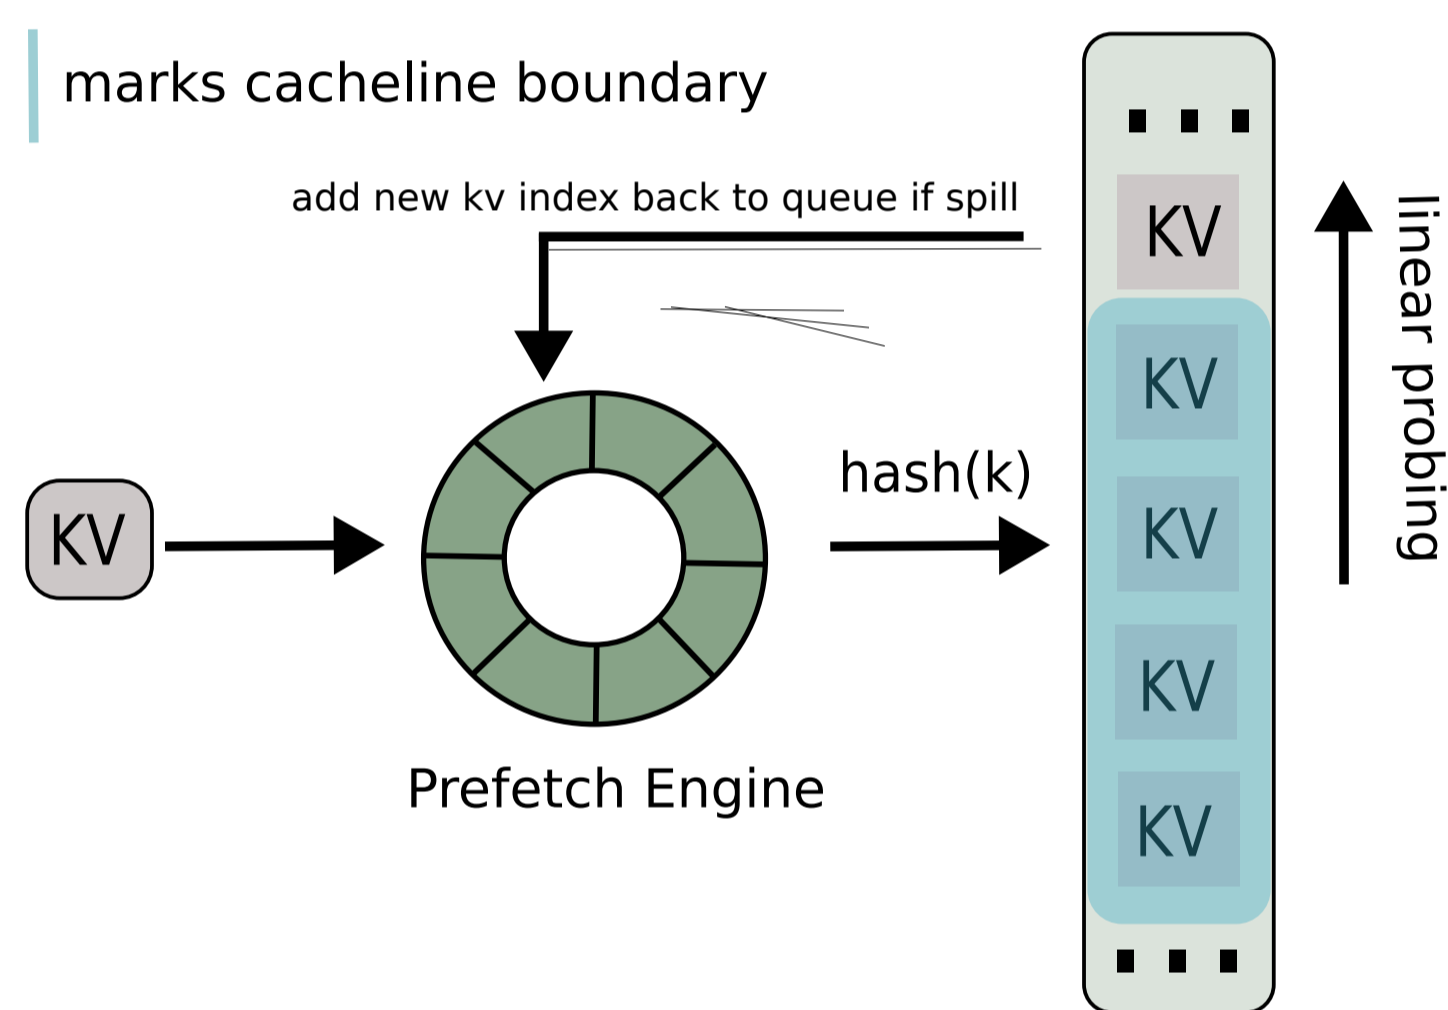 marks cacheline boundary
add new kv index back to queue if spill
KV
KV
linear probing
hash(k)
KV
KV
KV
KV
Prefetch Engine